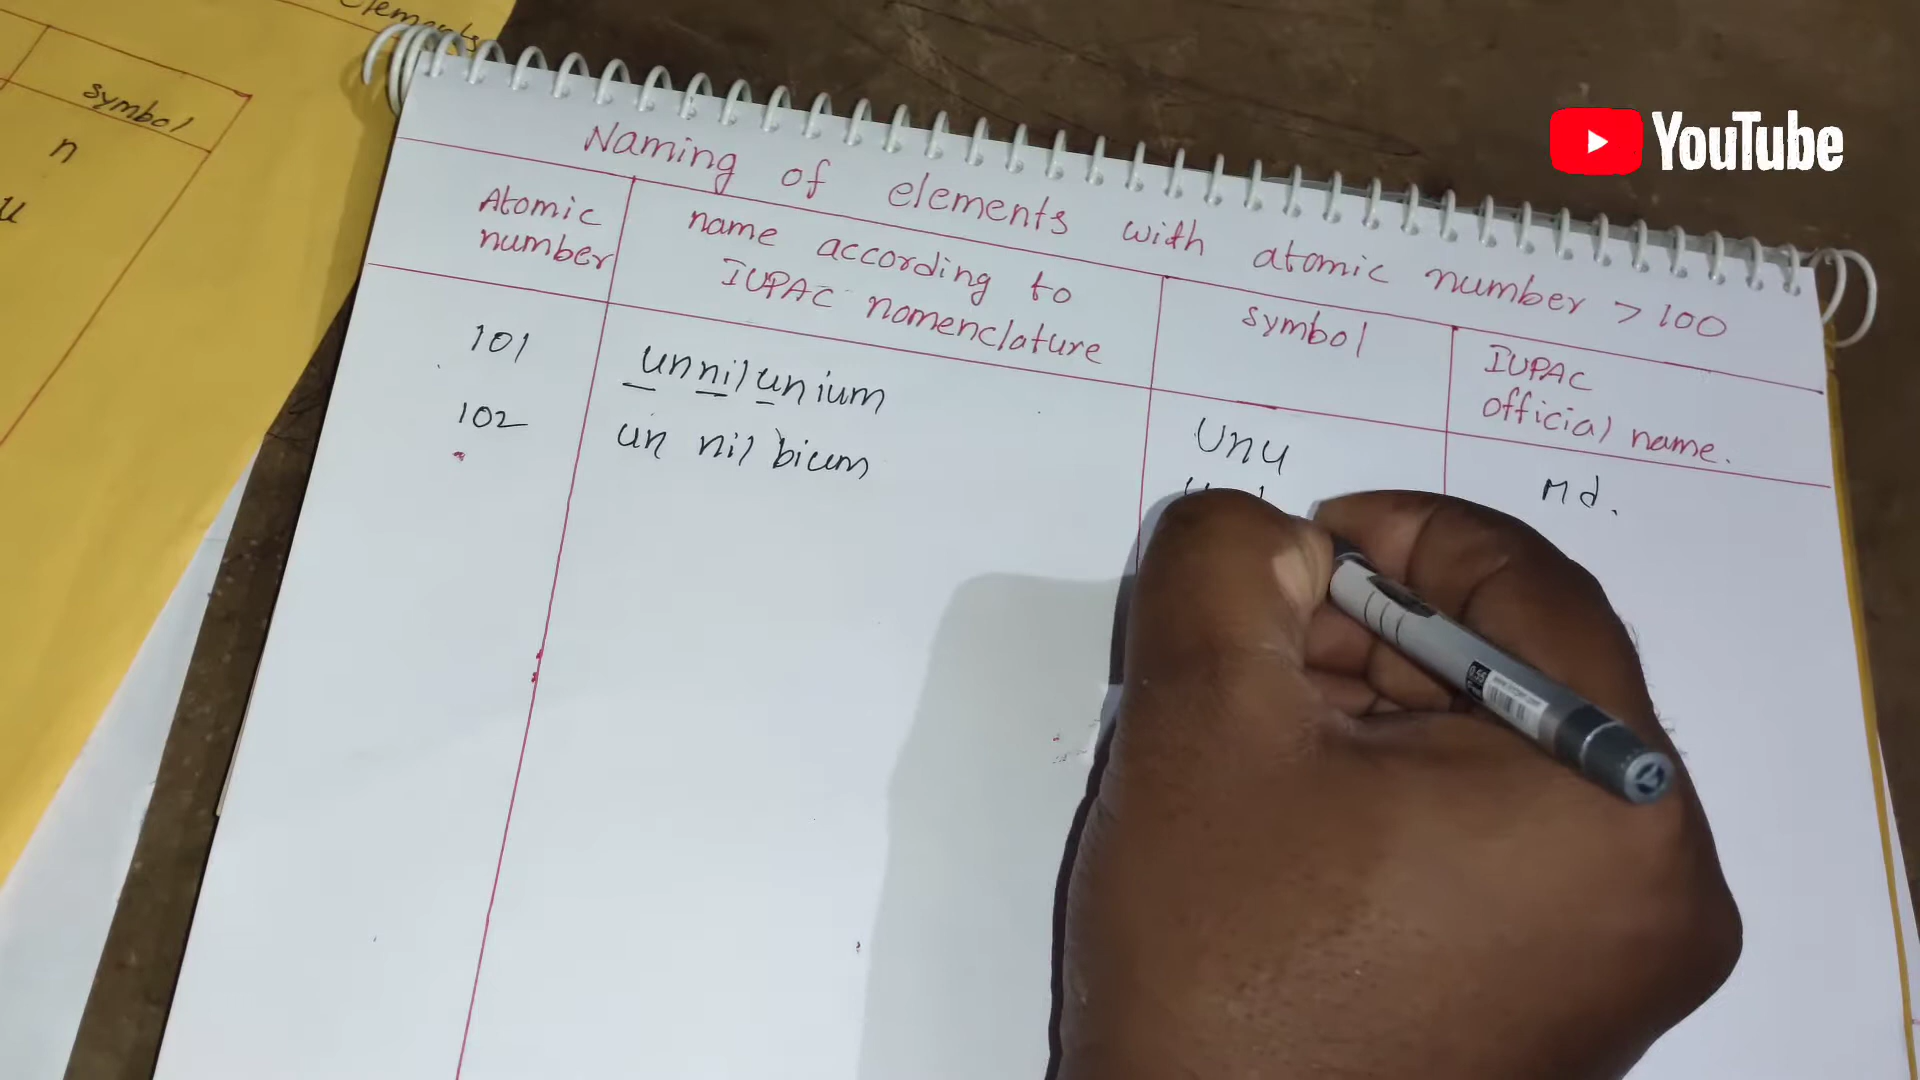 elements
symbol
n
u
YouTube
Naming of elements with atomic number > 100
Atomic
number
name according to
IUPAC nomenclature
symbol
IUPAC
official name.
101
unnilunium
Unu
Md.
102
un nil bium